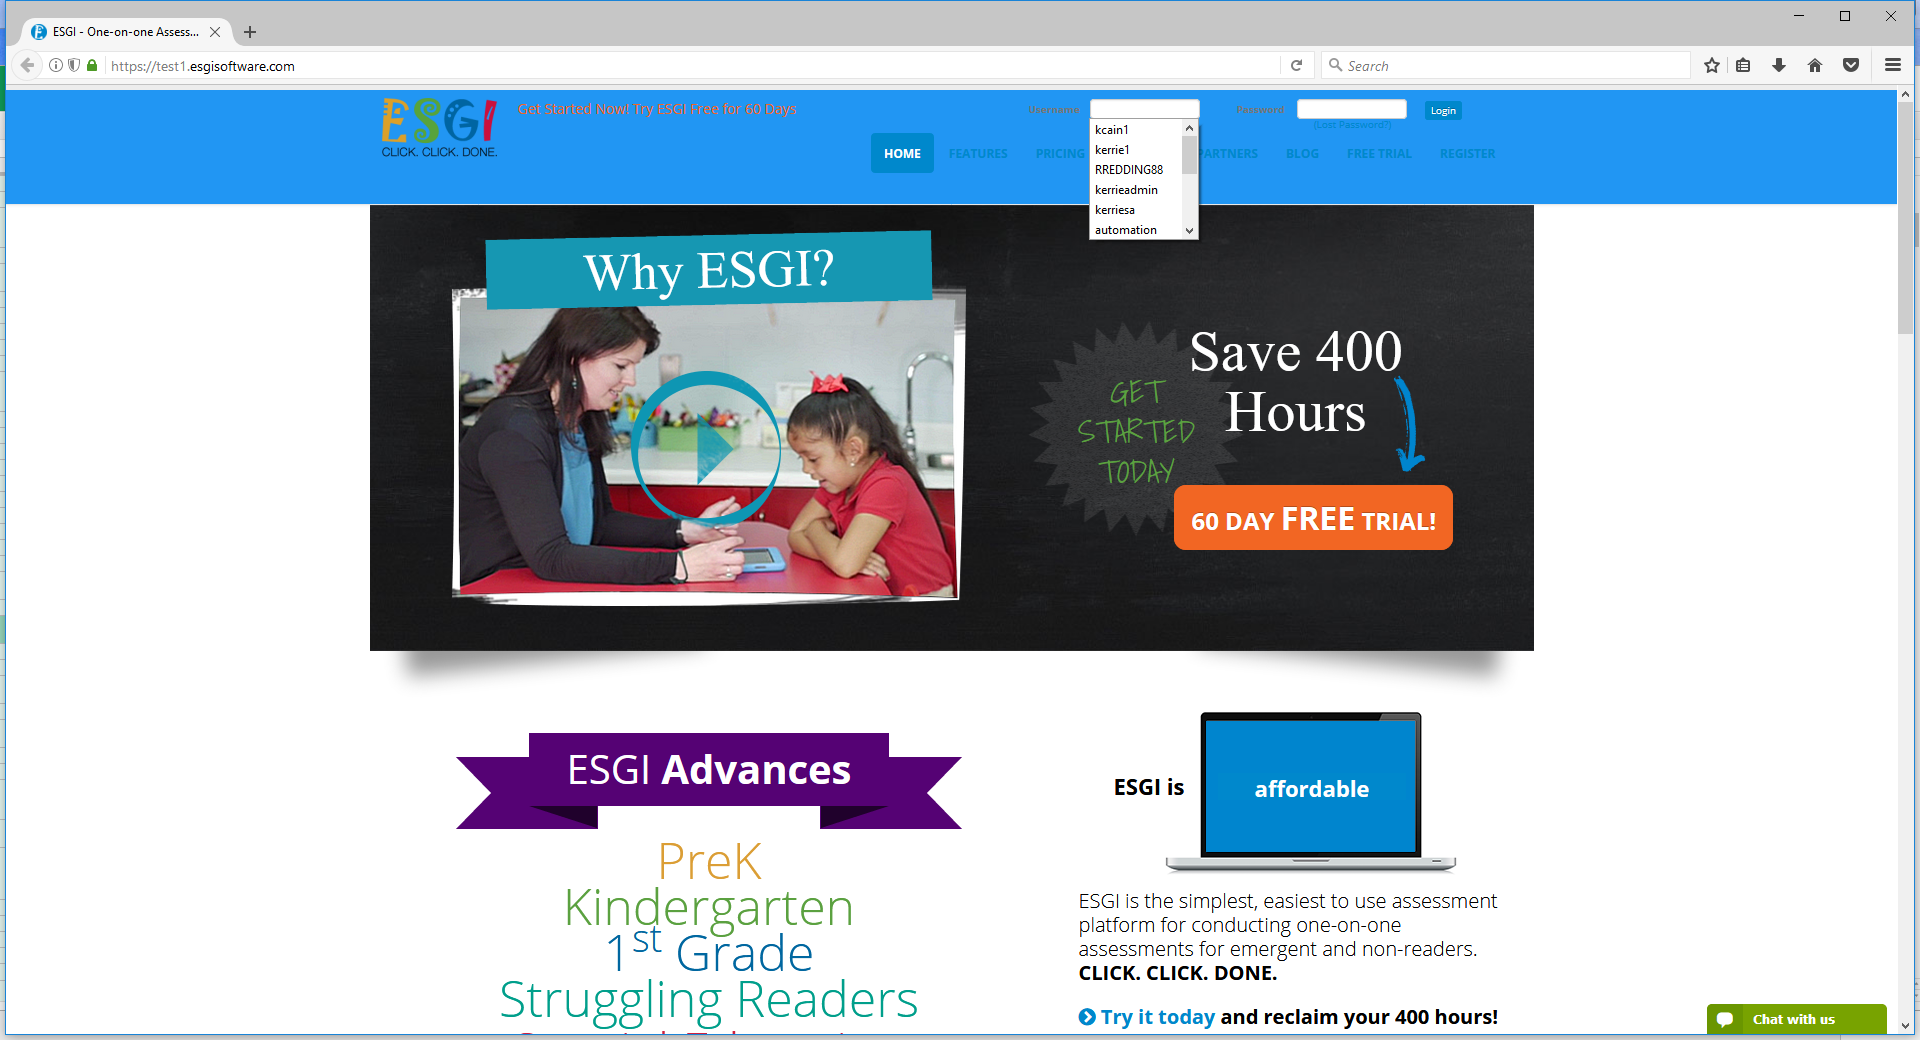 ESGI - One-on-one Assess...
https://test1.esgisoftware.com
Search
ESGI
CLICK. CLICK. DONE.
Get Started Now! Try ESGI Free for 60 Days
Username
Password
Login
(Lost Password?)
kcain1
kerrie1
RREDDING88
kerrieadmin
kerriesa
automation
HOME FEATURES PRICING PARTNERS BLOG FREE TRIAL REGISTER
Why ESGI?
GET
STARTED
TODAY
Save 400
Hours
60 DAY FREE TRIAL!
ESGI Advances
PreK
Kindergarten
1st Grade
Struggling Readers
ESGI is
affordable
ESGI is the simplest, easiest to use assessment
platform for conducting one-on-one
assessments for emergent and non-readers.
CLICK. CLICK. DONE.
Try it today and reclaim your 400 hours!
Chat with us